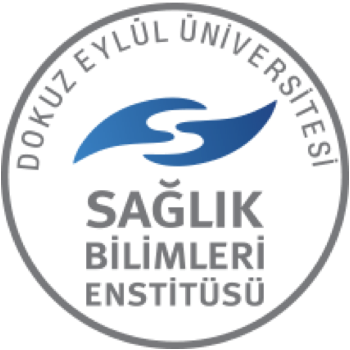 DOKUZ EYLÜL ÜNİVERSİTESİ
SAĞLIK
BİLİMLERİ
ENSTİTÜSÜ